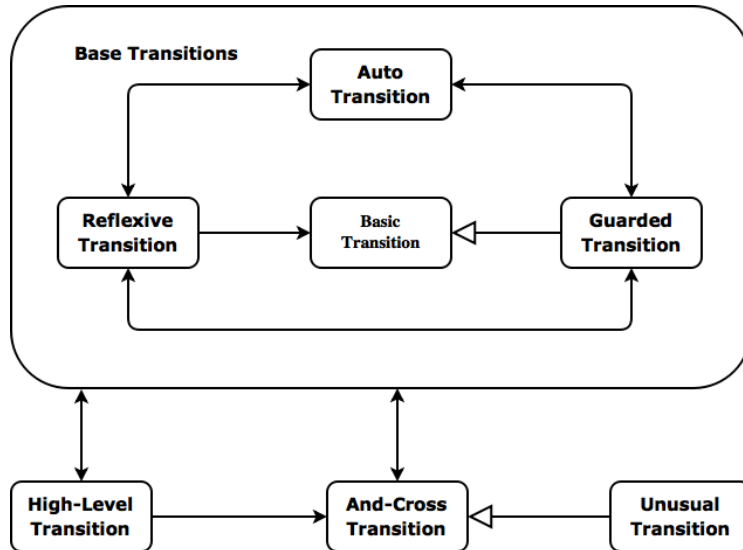 Base Transitions
Auto
Transition
Reflexive
Transition
Basic
Transition
Guarded
Transition
High-Level
Transition
And-Cross
Transition
Unusual
Transition